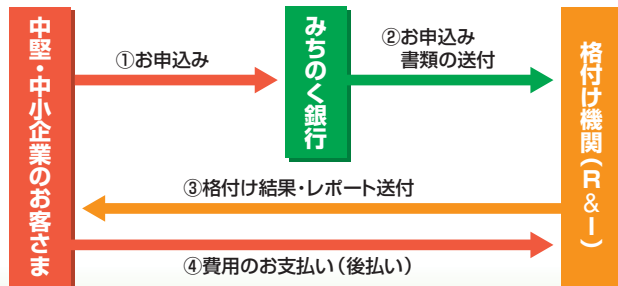 中堅・中小企業のお客さま
①お申込み
みちのく銀行
②お申込み
書類の送付
格付け機関（R＆I）
③格付け結果・レポート送付
④費用のお支払い（後払い）